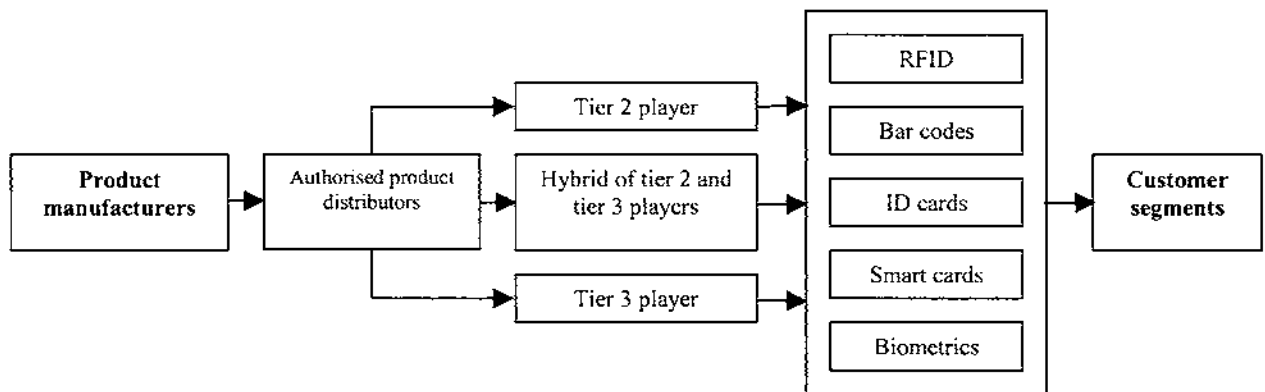 RFID
Tier 2 player
Bar codes
Product
manufacturers
Authorised product
distributors
Hybrid of tier 2 and
tier 3 players
ID cards
Customer
segments
Smart cards
Tier 3 player
Biometrics